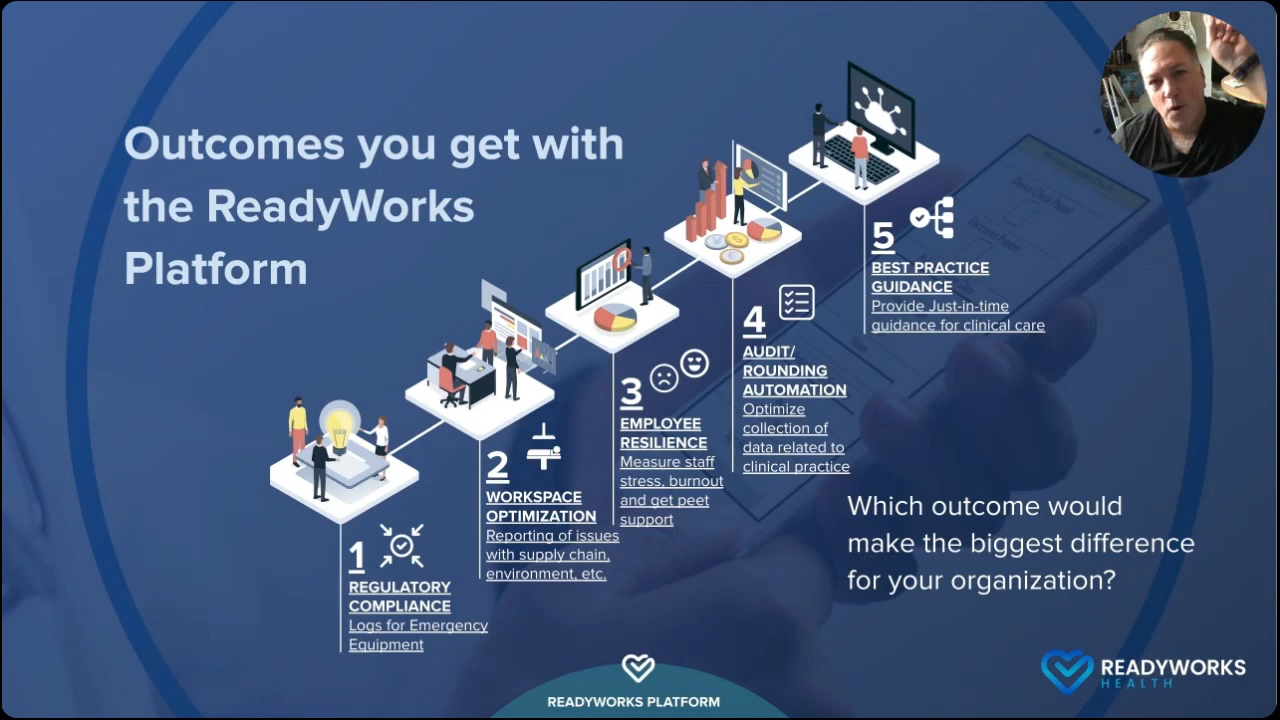 Outcomes you get with
the ReadyWorks
Platform
1
REGULATORY
COMPLIANCE
Logs for Emergency
Equipment
2
WORKSPACE
OPTIMIZATION
Reporting of issues
with supply chain,
environment, etc.
3
EMPLOYEE
RESILIENCE
Measure staff
stress, burnout
and get peet
support
4
AUDIT/
ROUNDING
AUTOMATION
Optimize
collection of
data related to
clinical practice
5
BEST PRACTICE
GUIDANCE
Provide Just-in-time
guidance for clinical care
Which outcome would
make the biggest difference
for your organization?
READYWORKS PLATFORM
READYWORKS
HEALTH